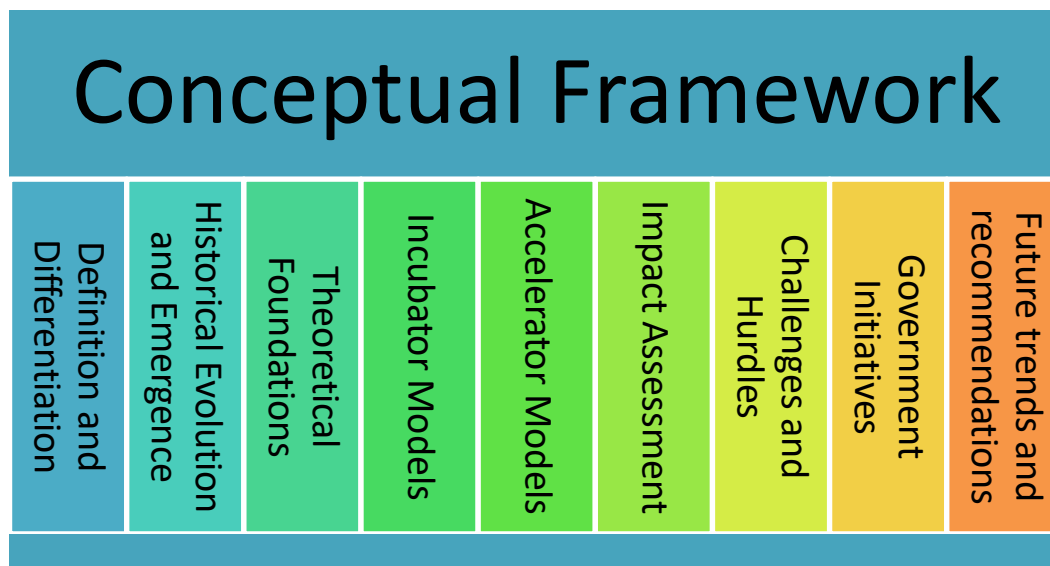 Conceptual Framework
Definition and
Differentiation
Historical Evolution
and Emergence
Theoretical
Foundations
Incubator Models
Accelerator Models
Impact Assessment
Challenges and
Hurdles
Government
Initiatives
Future trends and
recommendations